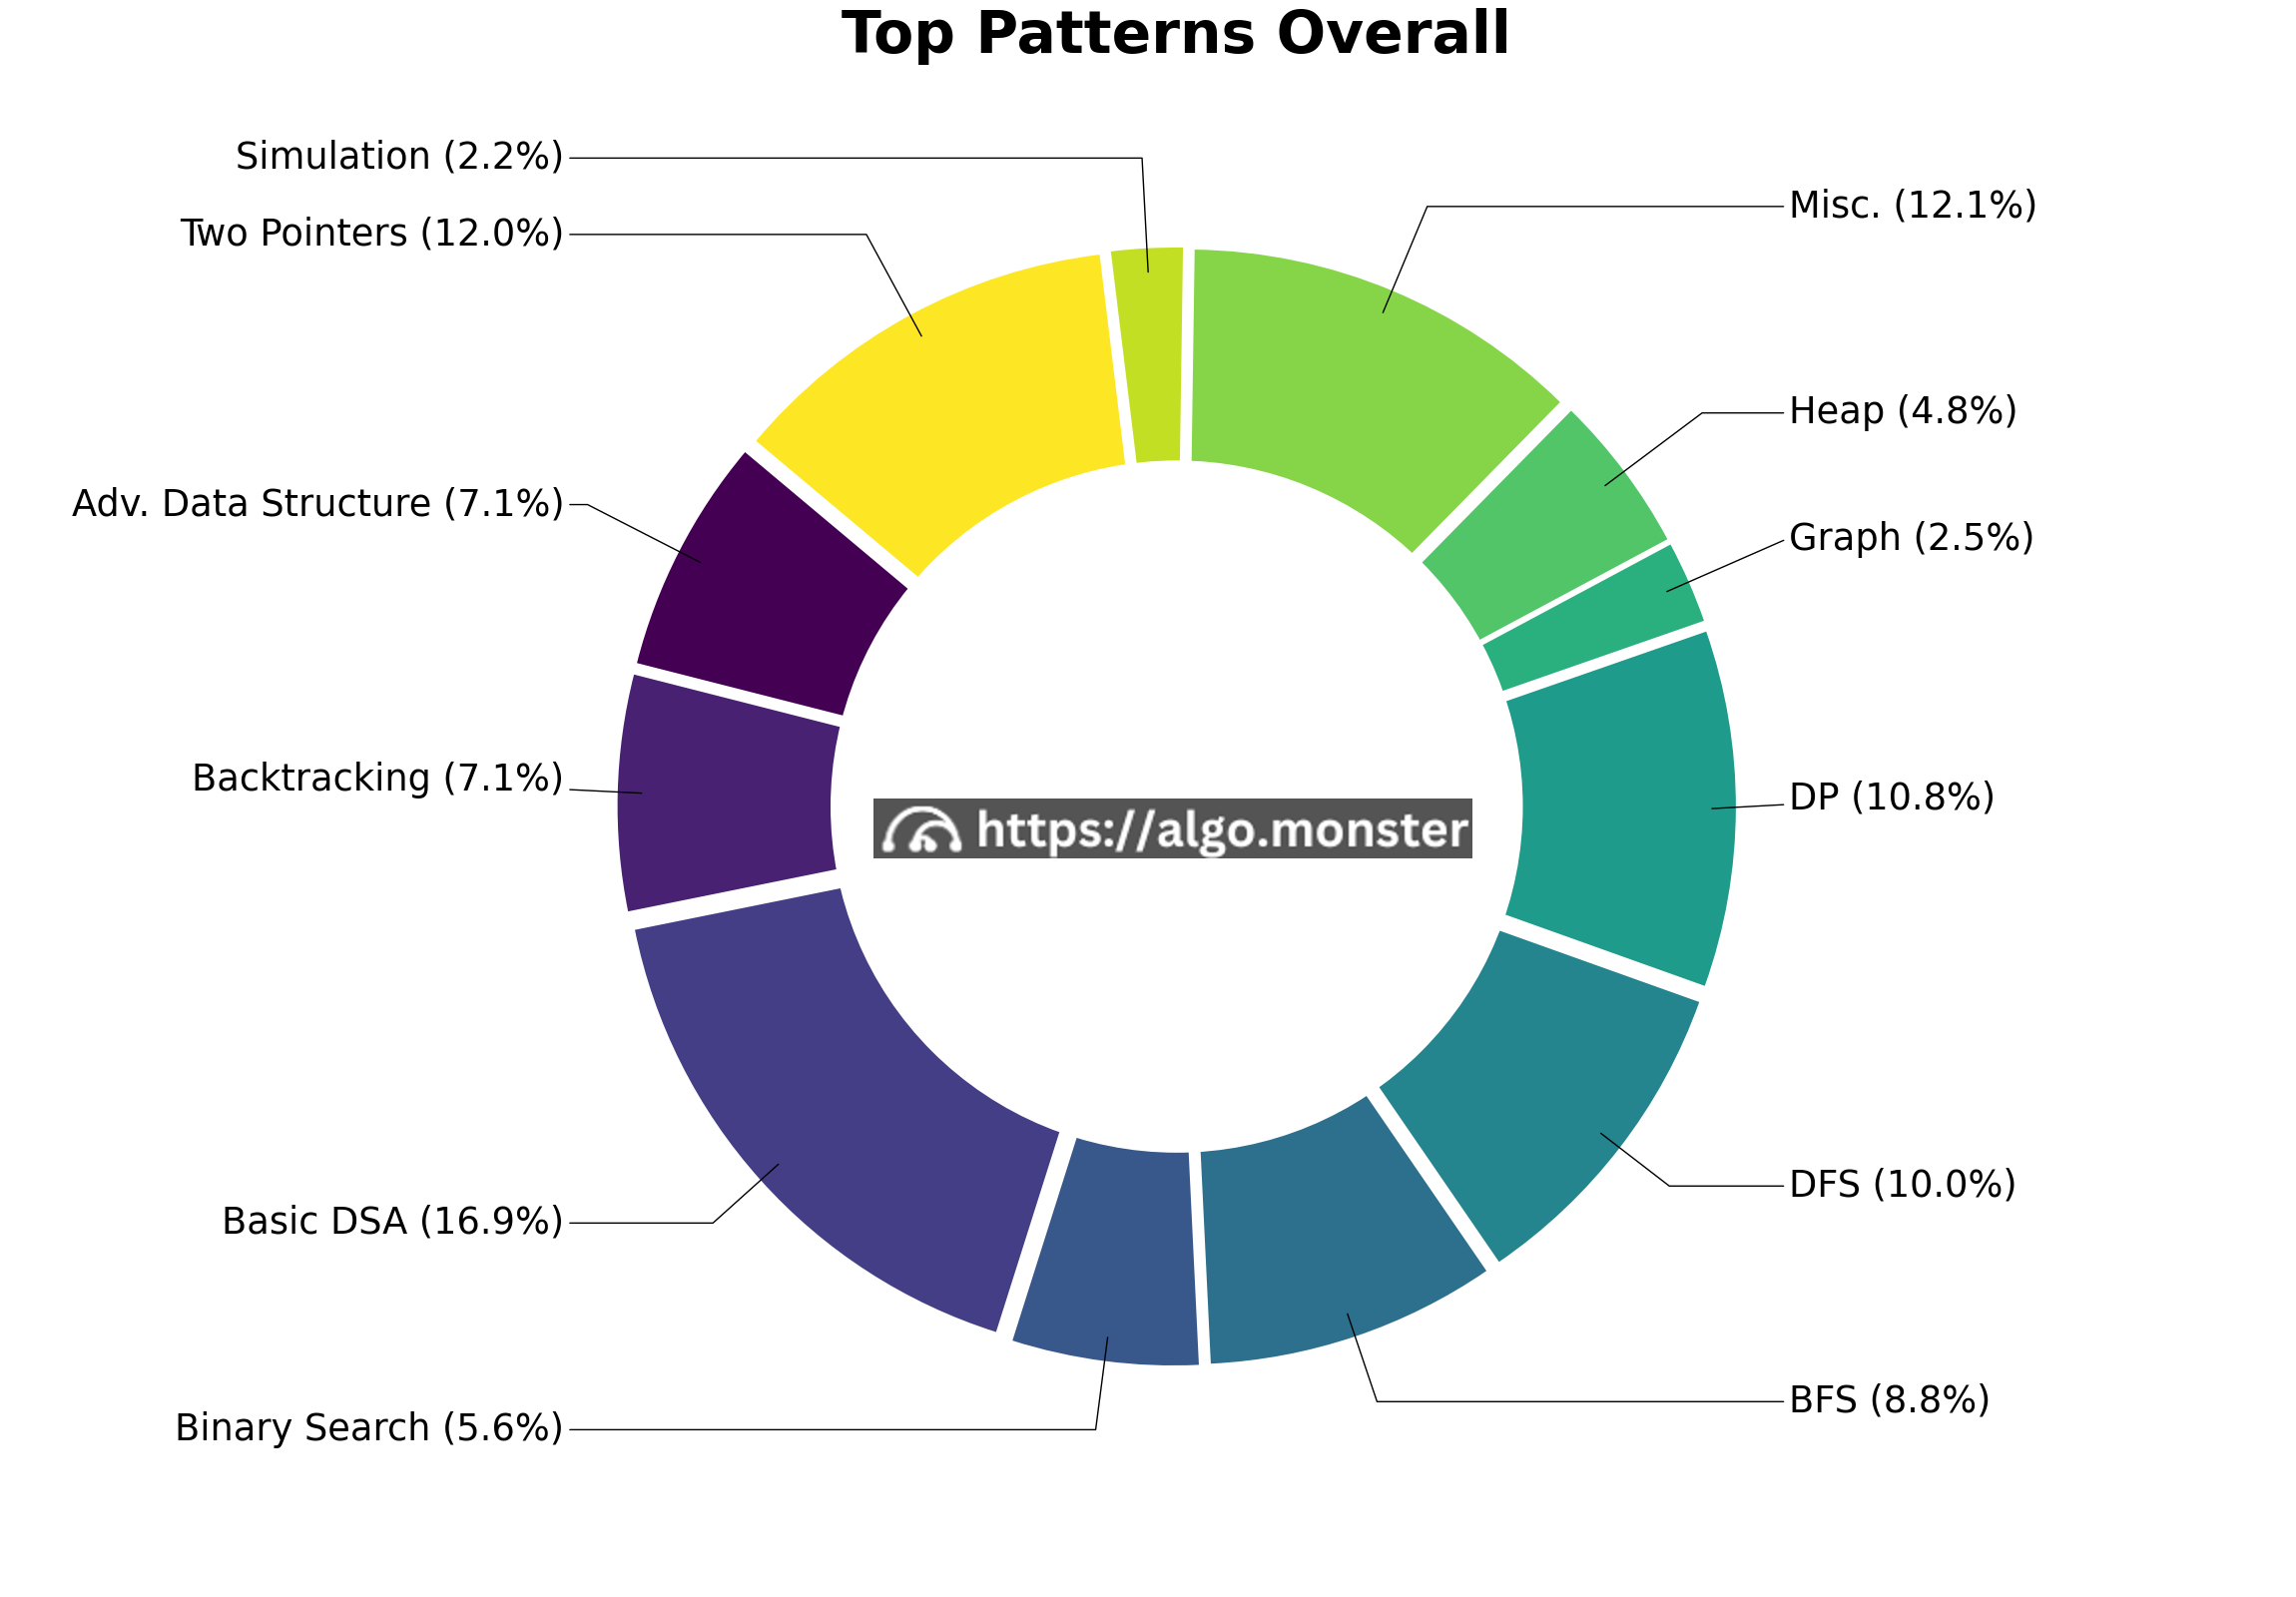 Top Patterns Overall
Simulation (2.2%)
Two Pointers (12.0%)
Adv. Data Structure (7.1%)
Backtracking (7.1%)
Basic DSA (16.9%)
Binary Search (5.6%)
Misc. (12.1%)
Heap (4.8%)
Graph (2.5%)
DP (10.8%)
DFS (10.0%)
BFS (8.8%)
https://algo.monster